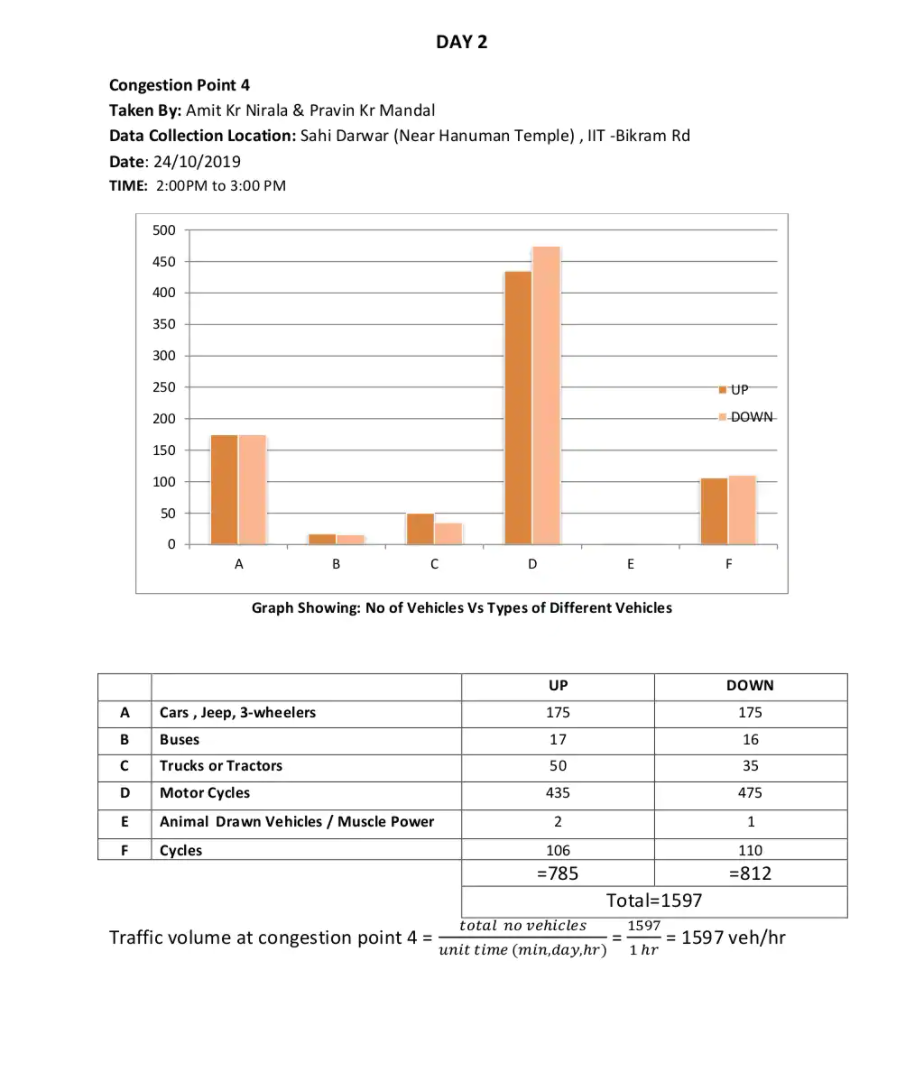 DAY 2
Congestion Point 4
Taken By: Amit Kr Nirala & Pravin Kr Mandal
Data Collection Location: Sahi Darwar (Near Hanuman Temple) , IIT -Bikram Rd
Date: 24/10/2019
TIME: 2:00PM to 3:00 PM
500
450
400
350
300
250
200
150
100
50
0
UP
DOWN
A B C D E F
Graph Showing: No of Vehicles Vs Types of Different Vehicles
UP DOWN
A Cars , Jeep, 3-wheelers 175 175
B Buses 17 16
C Trucks or Tractors 50 35
D Motor Cycles 435 475
E Animal Drawn Vehicles / Muscle Power 2 1
F Cycles 106 110
=785 =812
Total=1597
Traffic volume at congestion point 4 = total no vehicles / unit time (min,day,hr) = 1597 / 1 hr = 1597 veh/hr